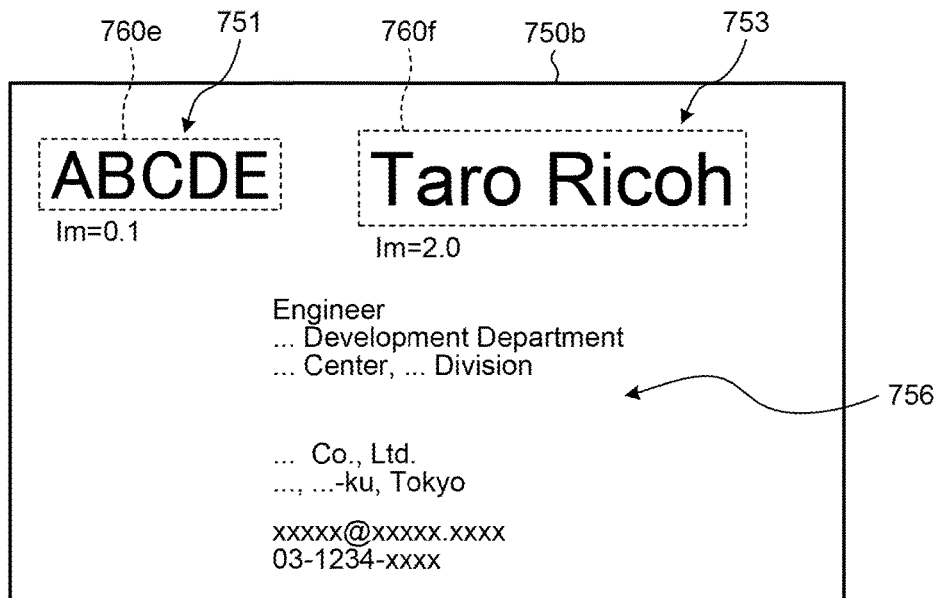 760e 751 760f 750b 753
ABCDE Taro Ricoh
Im=0.1 Im=2.0
Engineer
... Development Department
... Center, ... Division
756
... Co., Ltd.
..., ...-ku, Tokyo
xxxxx@xxxxx.xxxx
03-1234-xxxx